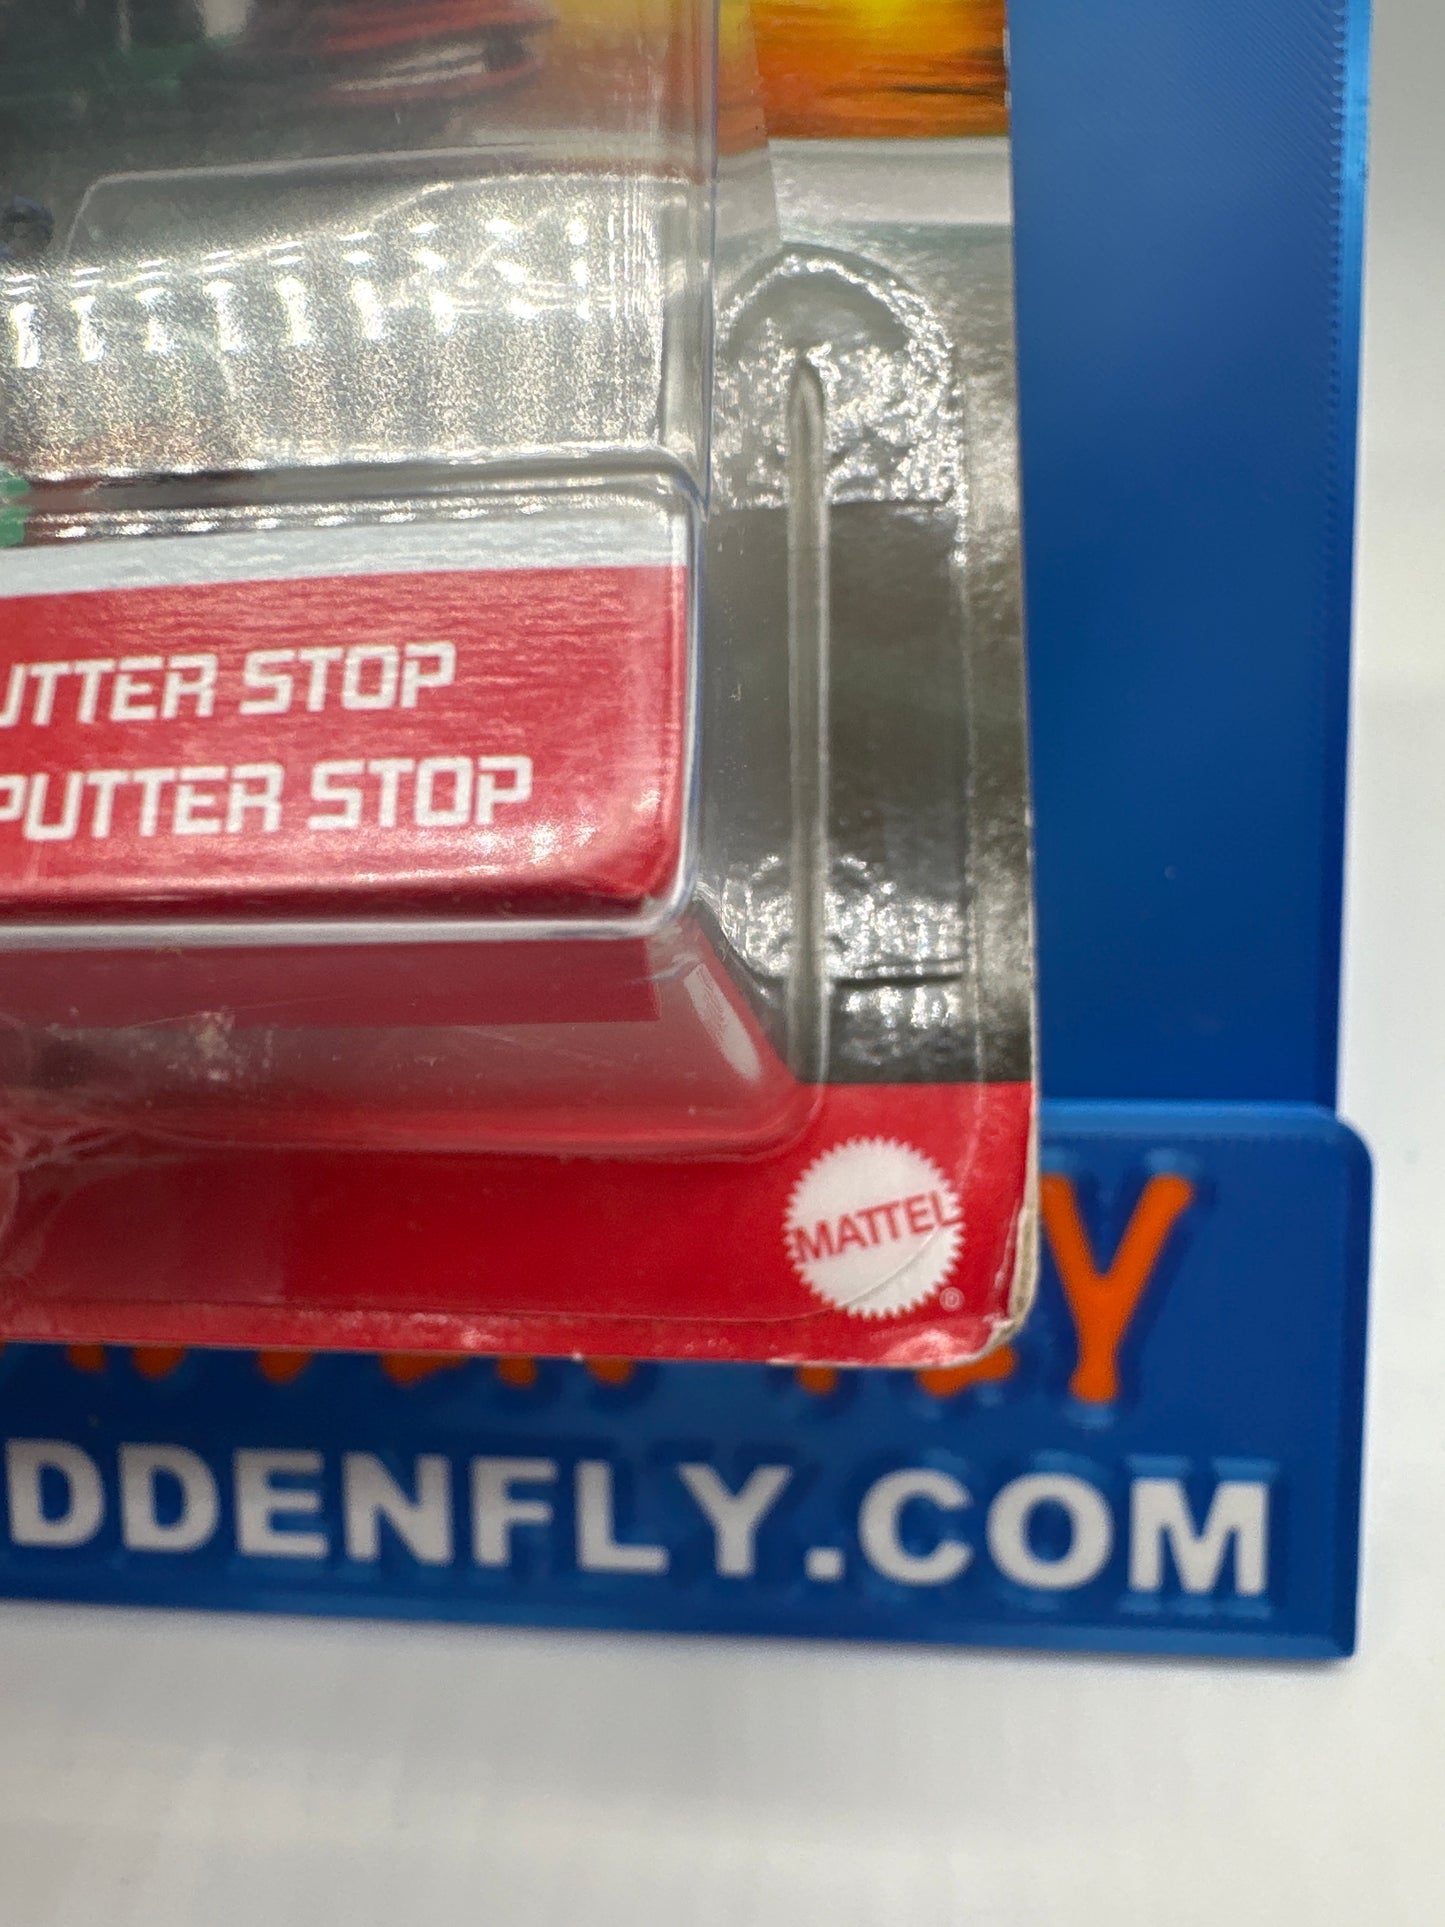 UTTER STOP
PUTTER STOP
MATTEL
®
Y
DDENFLY.COM